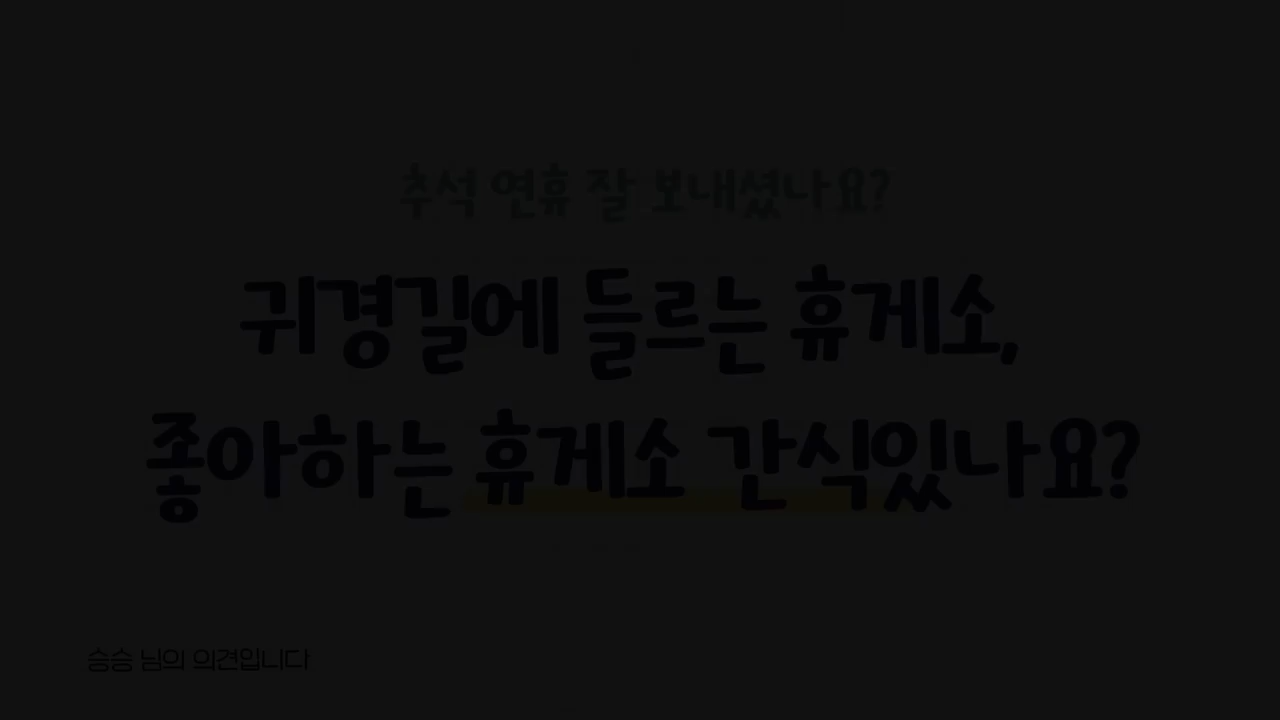 추석 연휴 잘 보내셨나요?
귀경길에 들르는 휴게소,
좋아하는 휴게소 간식있나요?
승승 님의 의견입니다